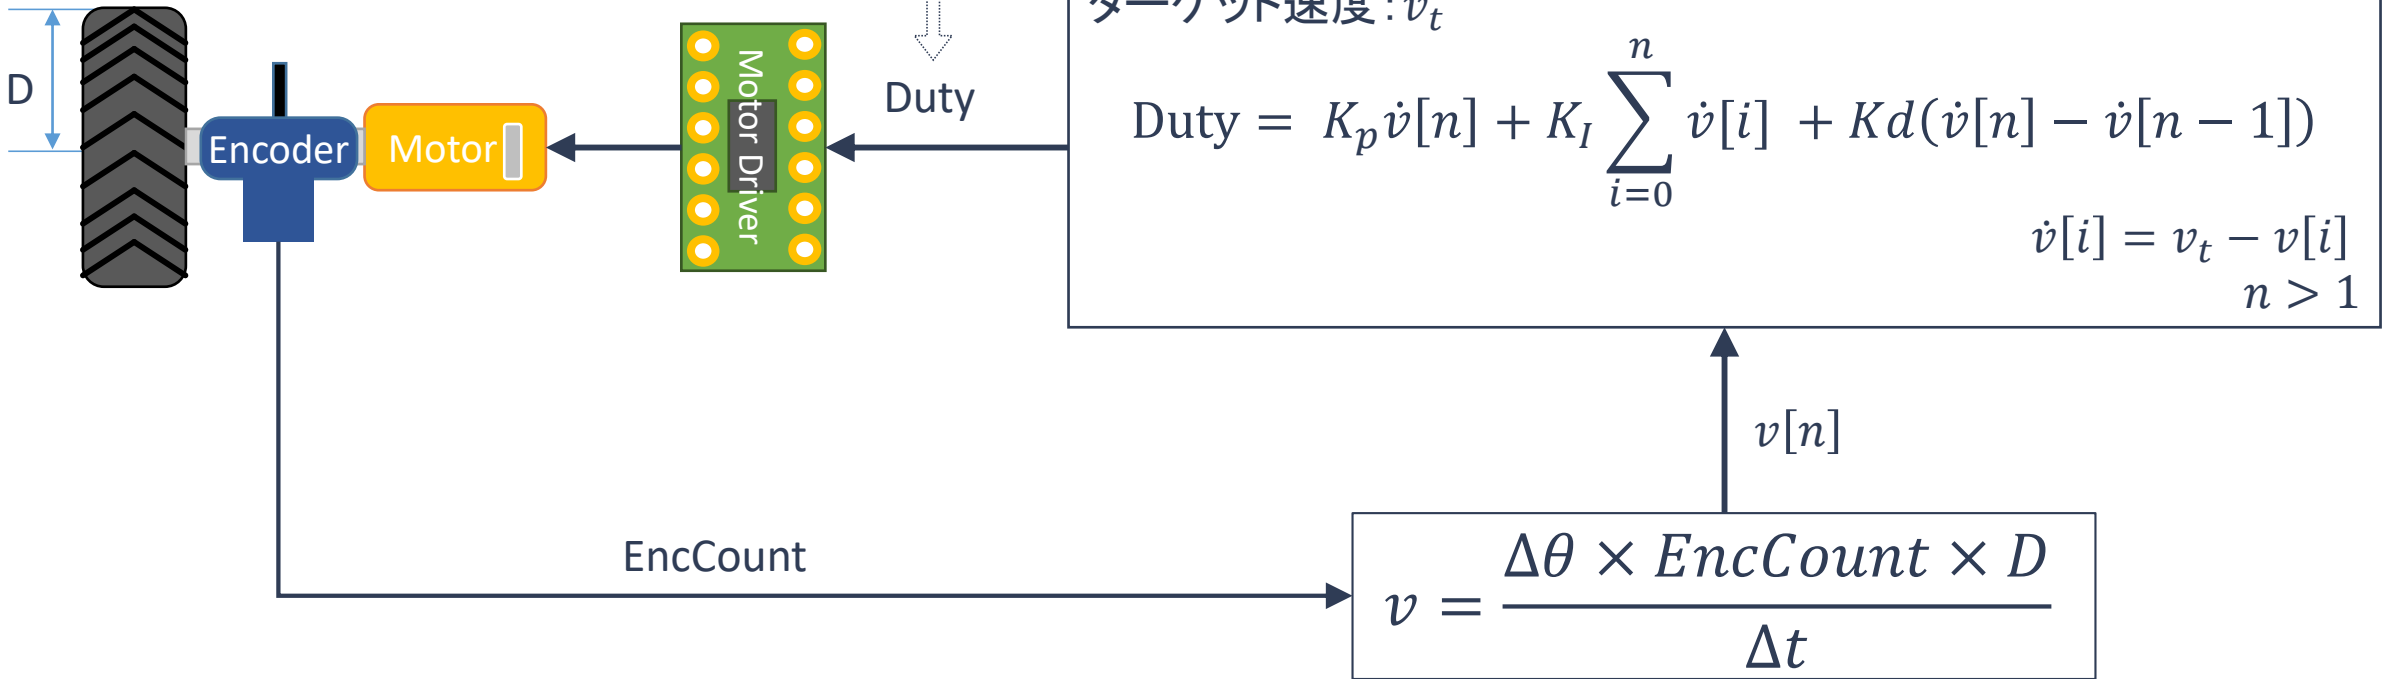 ターゲット速度：v_t
D
Encoder
Motor
Motor Driver
Duty
Duty = K_p v̇[n] + K_I ∑_{i=0}^{n} v̇[i] + Kd(v̇[n] − v̇[n − 1])
v̇[i] = v_t − v[i]
n > 1
v[n]
EncCount
v = \frac{Δθ × EncCount × D}{Δt}